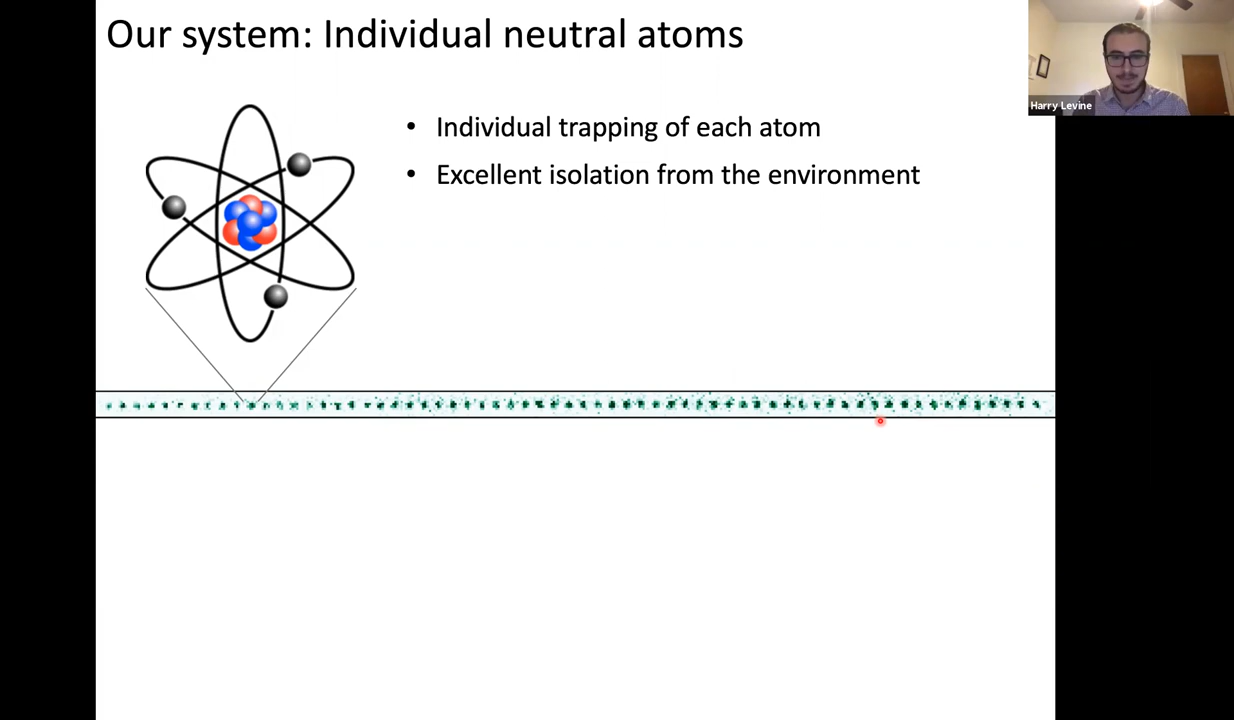 Our system: Individual neutral atoms
Harry Levine
• Individual trapping of each atom
• Excellent isolation from the environment